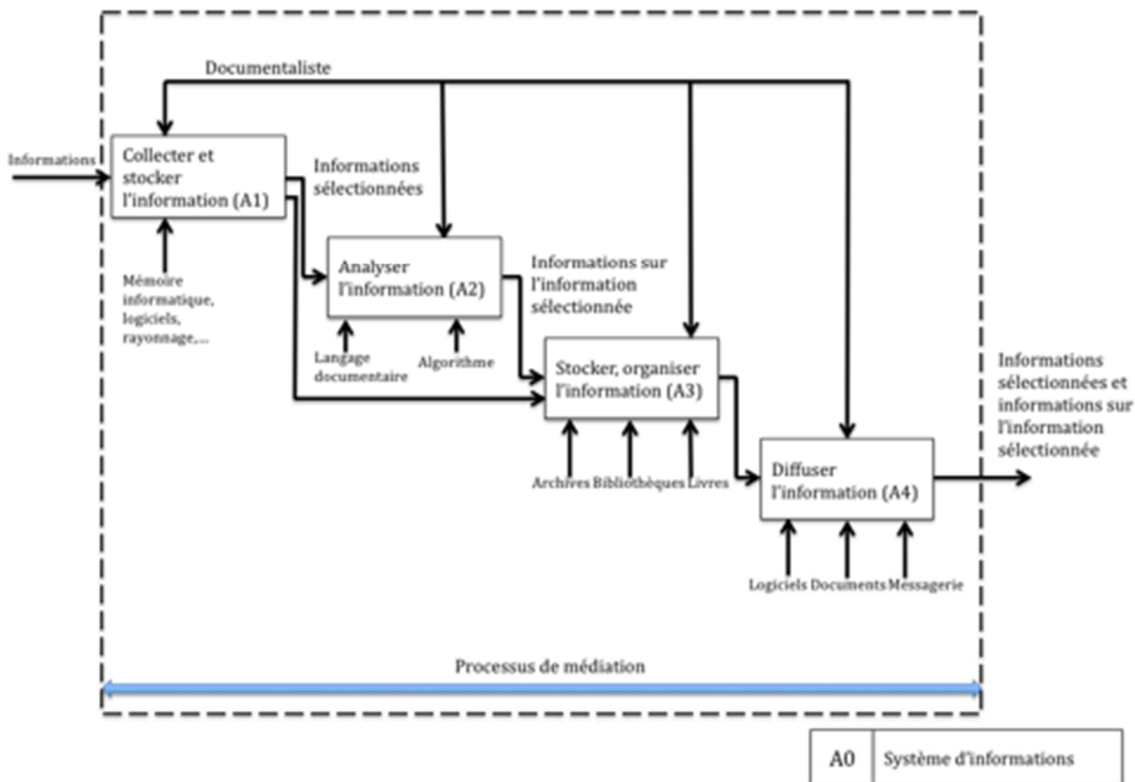 Documentaliste
Informations
Collecter et
stocker
l'information (A1)
Informations
sélectionnées
Mémoire
informatique,
logiciels,
rayonnage,...
Analyser
l'information (A2)
Informations sur
l'information
sélectionnée
Langage
documentaire
Algorithme
Stocker, organiser
l'information (A3)
Archives Bibliothèques Livres
Informations
sélectionnées et
informations sur
l'information
sélectionnée
Diffuser
l'information (A4)
Logiciels Documents Messagerie
Processus de médiation
A0 Système d'informations